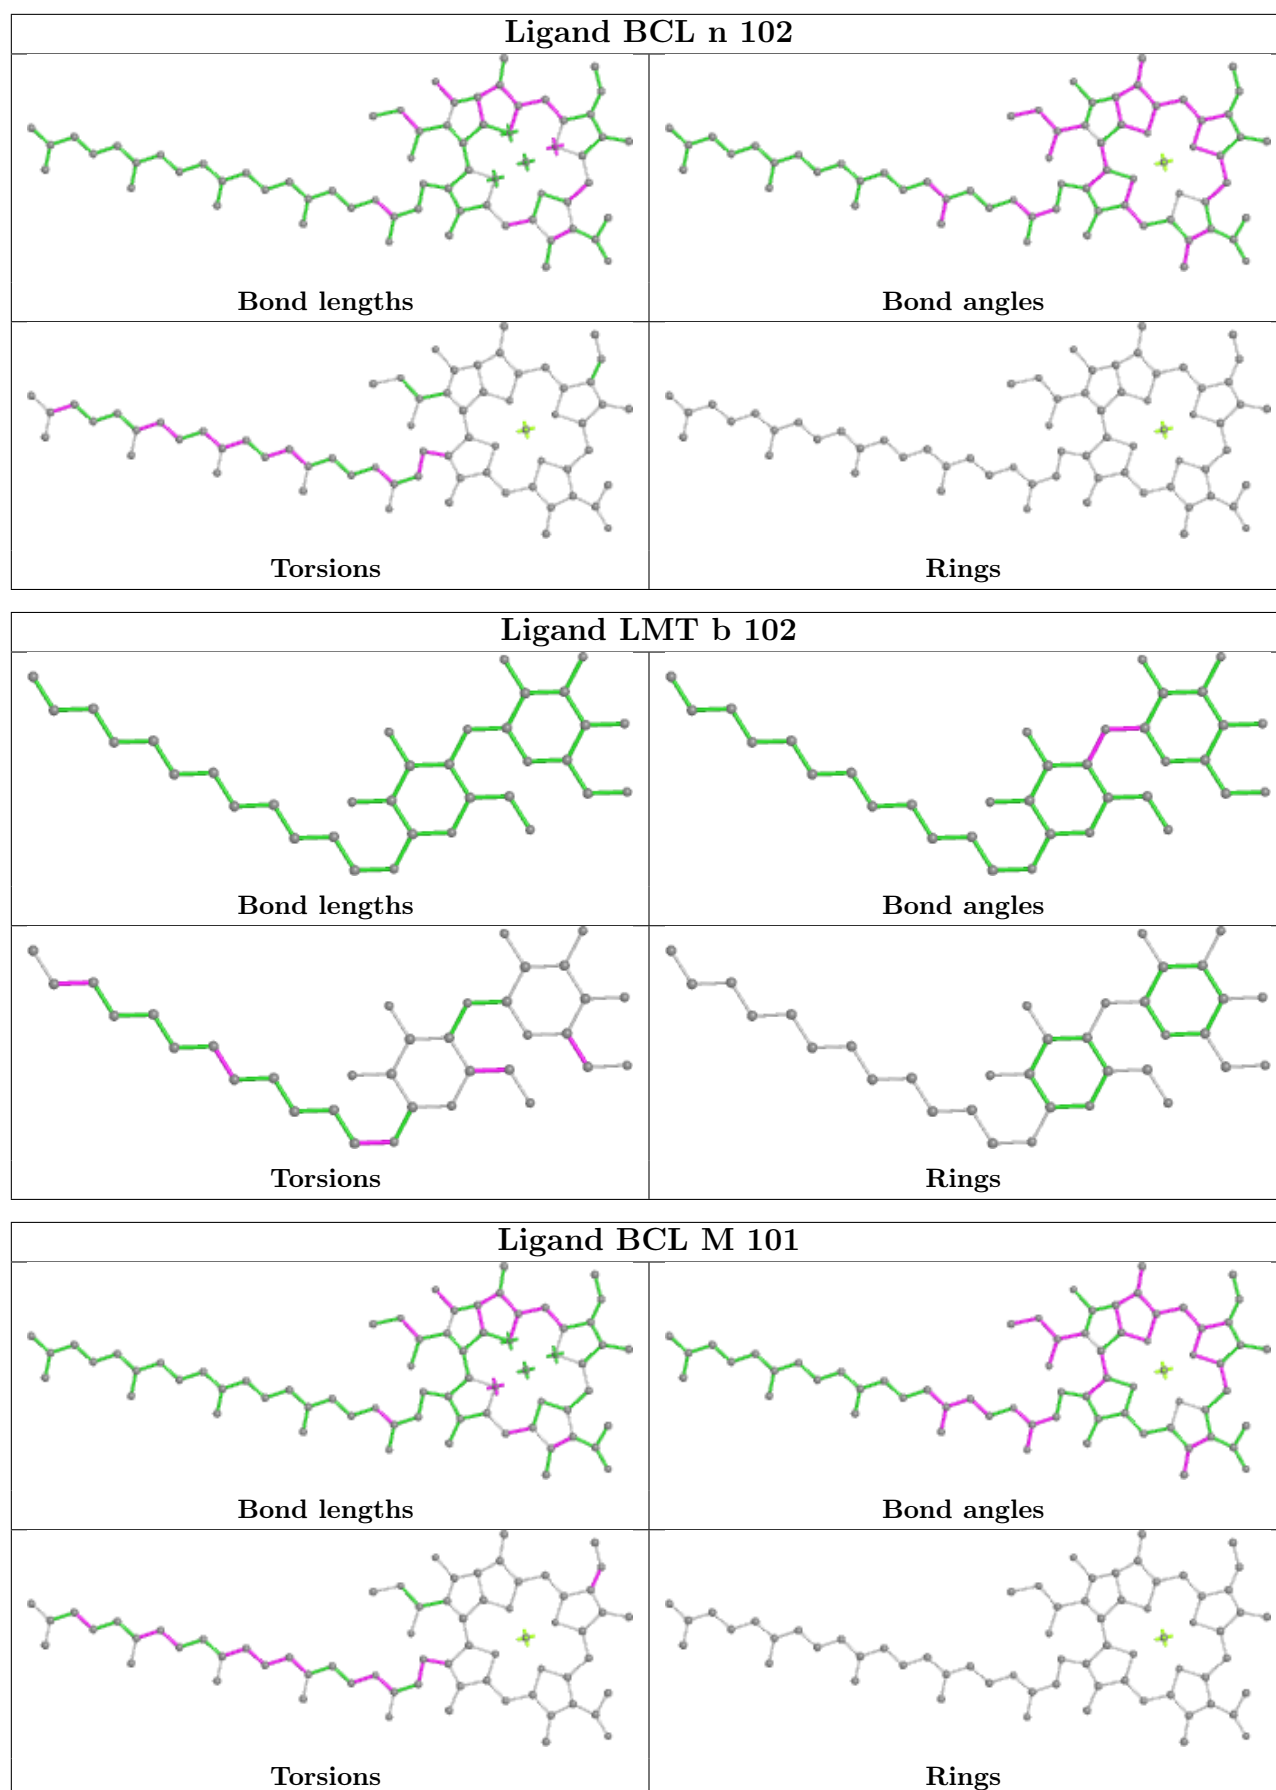 Ligand BCL n 102
Bond lengths
Bond angles
Torsions
Rings
Ligand LMT b 102
Bond lengths
Bond angles
Torsions
Rings
Ligand BCL M 101
Bond lengths
Bond angles
Torsions
Rings